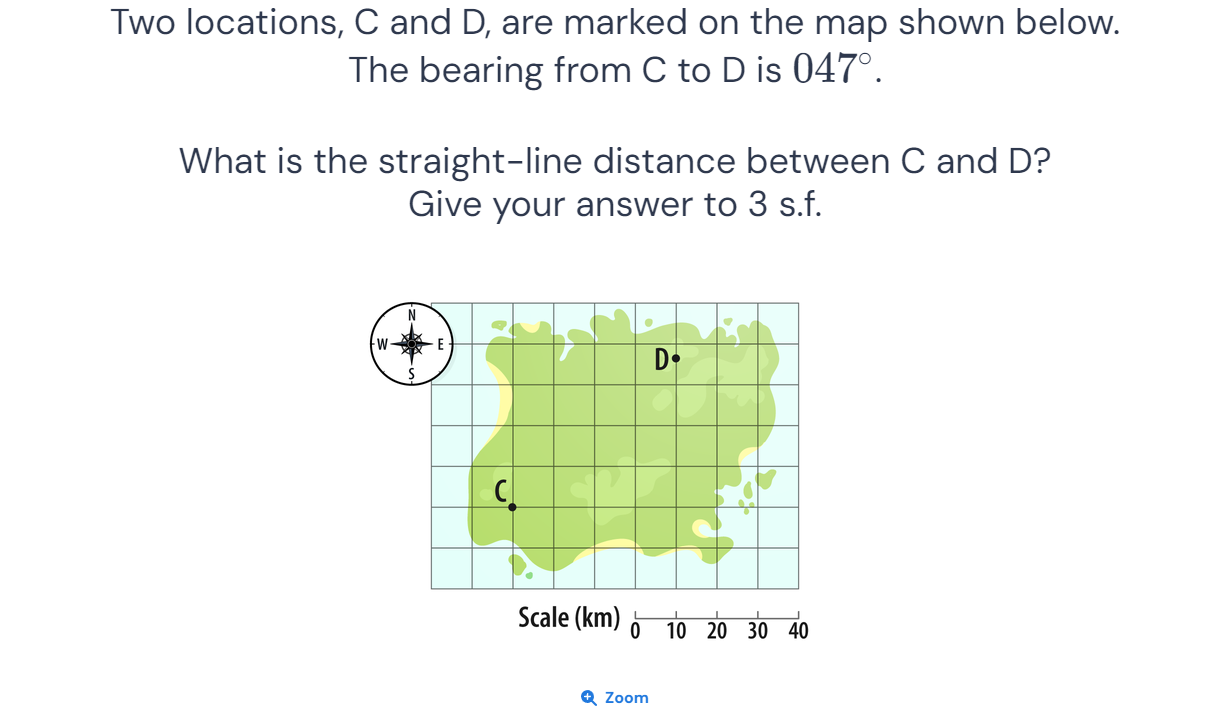 Two locations, C and D, are marked on the map shown below.
The bearing from C to D is 047°.
What is the straight-line distance between C and D?
Give your answer to 3 s.f.
N
W E
S
D
C
Scale (km)
0 10 20 30 40
Zoom